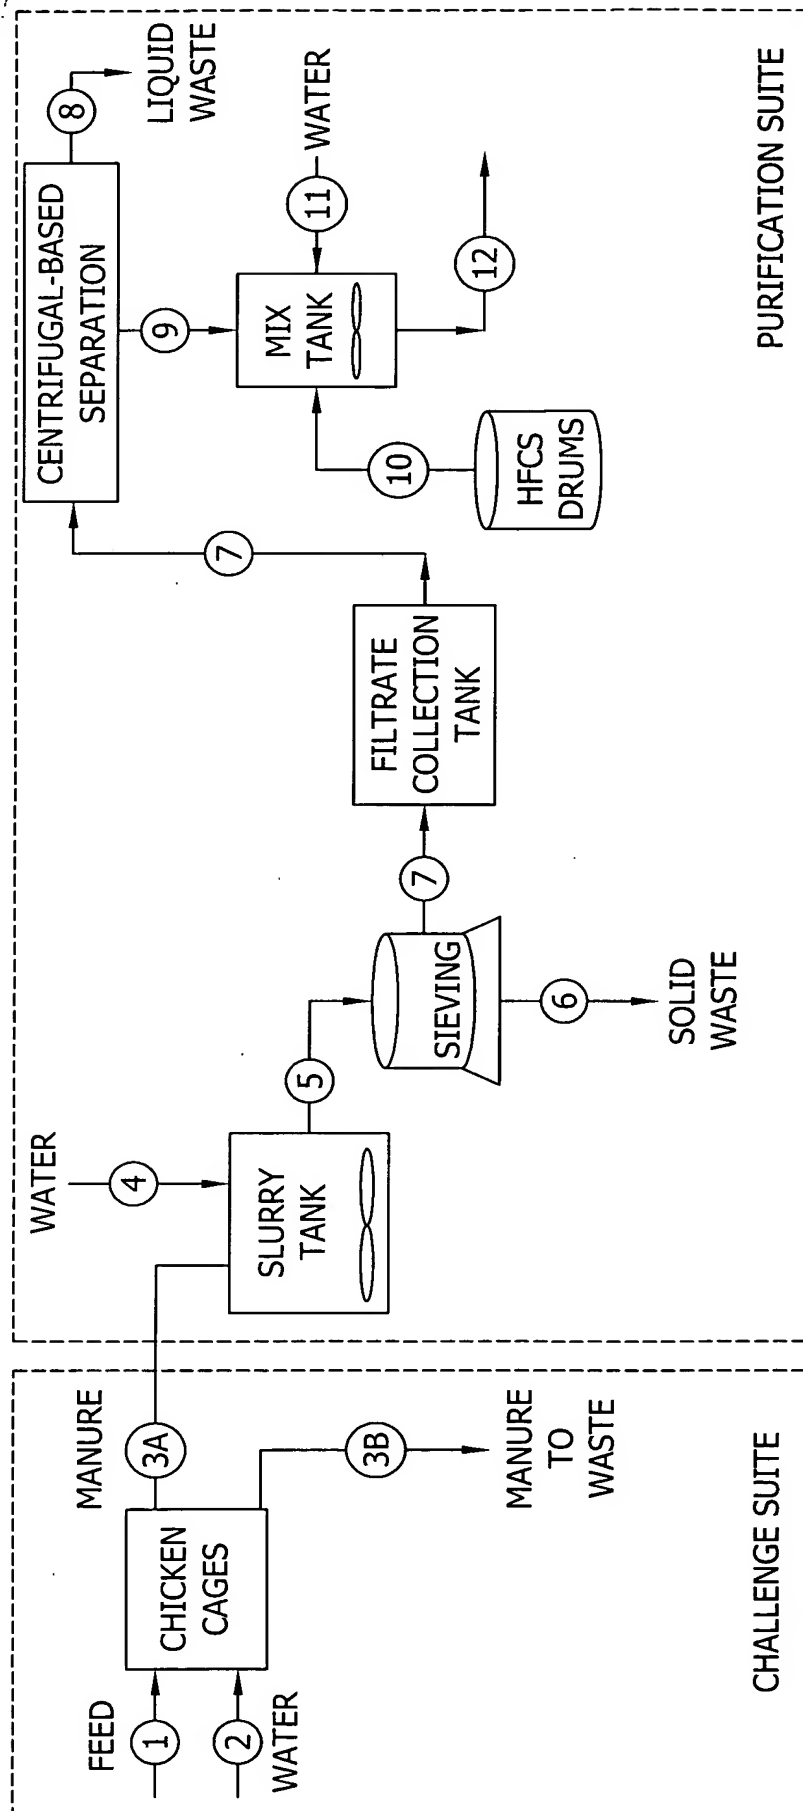 FEED
1
2
WATER
CHICKEN
CAGES
MANURE
3A
3B
MANURE
TO
WASTE
CHALLENGE SUITE
WATER
4
SLURRY
TANK
5
SIEVING
6
SOLID
WASTE
7
FILTRATE
COLLECTION
TANK
7
CENTRIFUGAL-BASED
SEPARATION
8
LIQUID
WASTE
9
MIX
TANK
10
HFCS
DRUMS
11
WATER
12
PURIFICATION SUITE